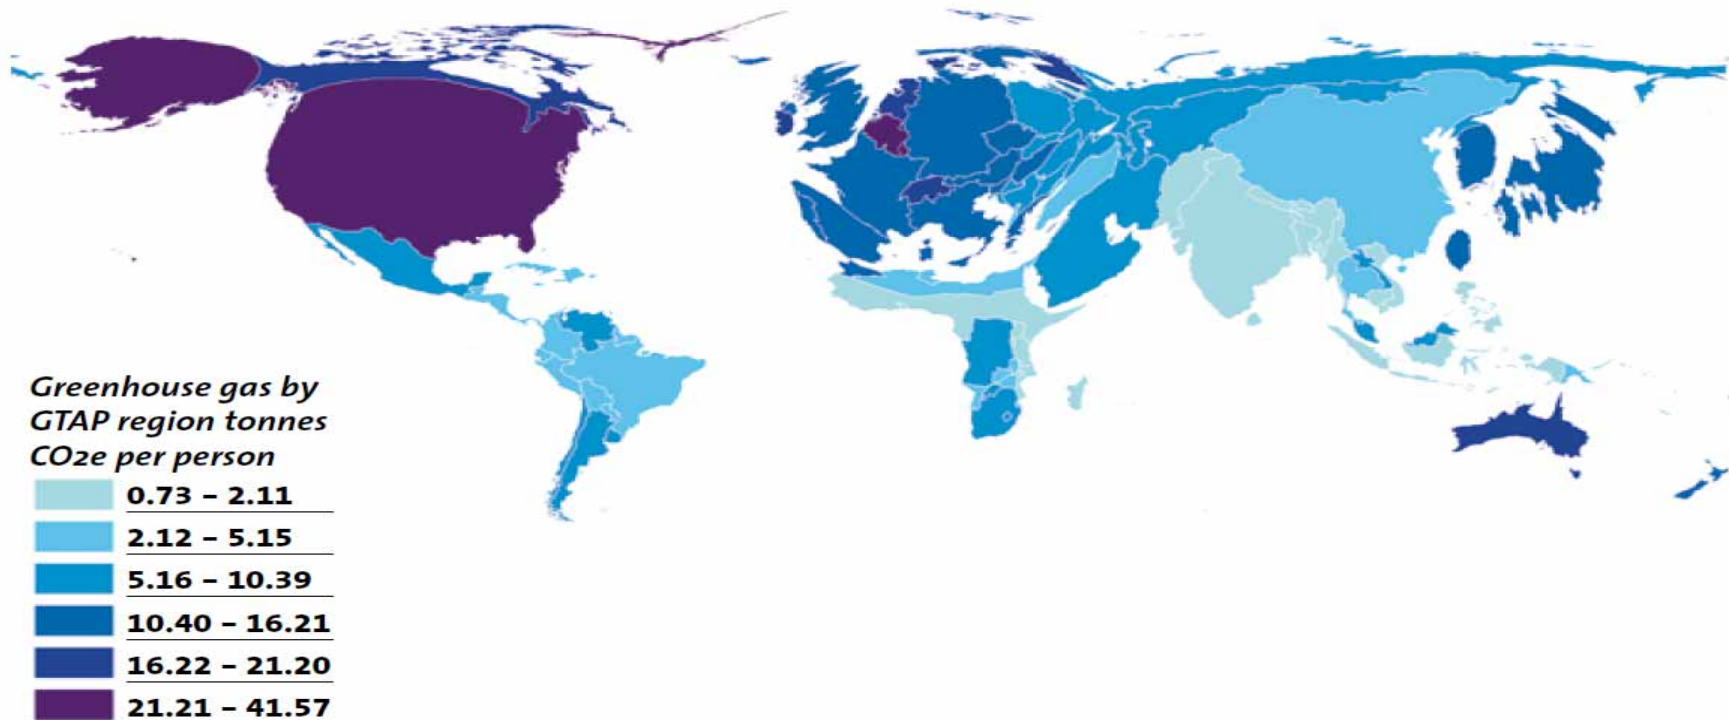 Greenhouse gas by
GTAP region tonnes
CO2e per person
0.73 – 2.11
2.12 – 5.15
5.16 – 10.39
10.40 – 16.21
16.22 – 21.20
21.21 – 41.57